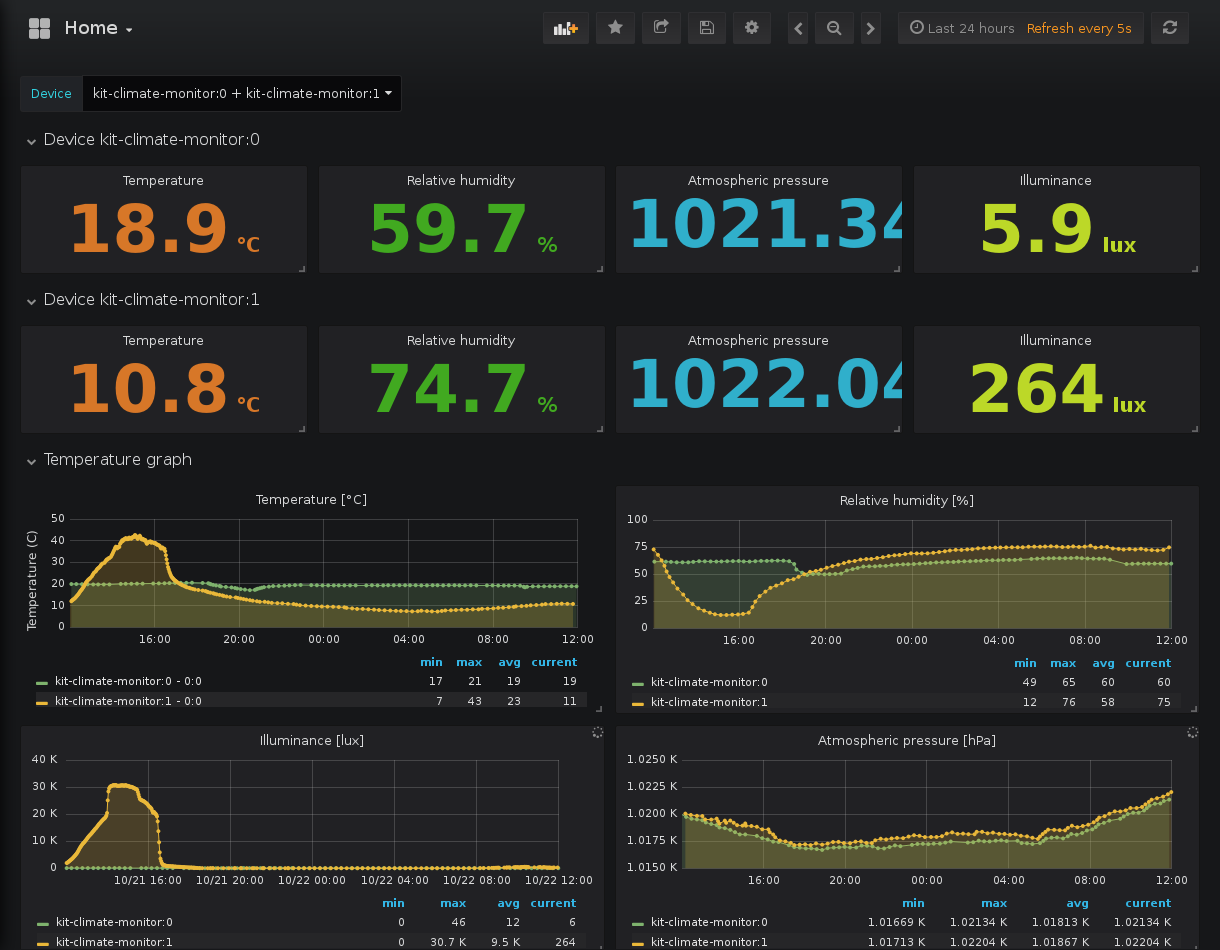 Home
Last 24 hours Refresh every 5s
Device kit-climate-monitor:0 + kit-climate-monitor:1
Device kit-climate-monitor:0
Temperature Relative humidity Atmospheric pressure Illuminance
18.9 °C 59.7 % 1021.34 5.9 lux
Device kit-climate-monitor:1
Temperature Relative humidity Atmospheric pressure Illuminance
10.8 °C 74.7 % 1022.04 264 lux
Temperature graph
Temperature [°C]
Temperature (C)
50
40
30
20
10
0
16:00 20:00 00:00 04:00 08:00 12:00
min max avg current
kit-climate-monitor:0 - 0:0 17 21 19 19
kit-climate-monitor:1 - 0:0 7 43 23 11
Relative humidity [%]
100
75
50
25
0
16:00 20:00 00:00 04:00 08:00 12:00
min max avg current
kit-climate-monitor:0 49 65 60 60
kit-climate-monitor:1 12 76 58 75
Illuminance [lux]
40 K
30 K
20 K
10 K
0
10/21 16:00 10/21 20:00 10/22 00:00 10/22 04:00 10/22 08:00 10/22 12:00
min max avg current
kit-climate-monitor:0 0 46 12 6
kit-climate-monitor:1 0 30.7 K 9.5 K 264
Atmospheric pressure [hPa]
1.0250 K
1.0225 K
1.0200 K
1.0175 K
1.0150 K
16:00 20:00 00:00 04:00 08:00 12:00
min max avg current
kit-climate-monitor:0 1.01669 K 1.02134 K 1.01813 K 1.02134 K
kit-climate-monitor:1 1.01713 K 1.02204 K 1.01867 K 1.02204 K